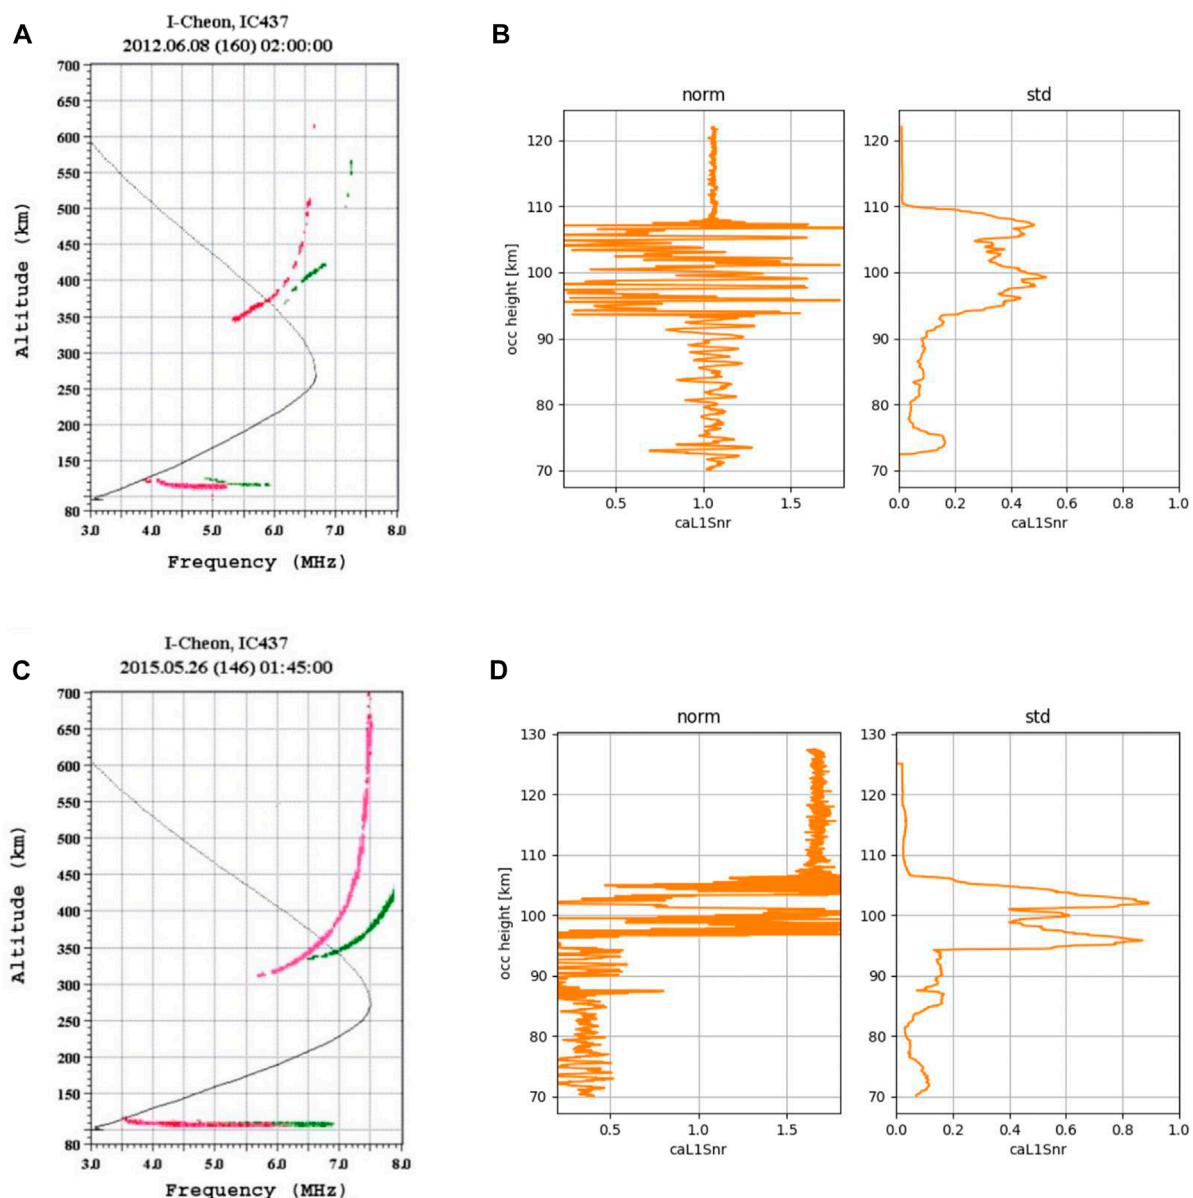 A
I-Cheon, IC437
2012.06.08 (160) 02:00:00
700
650
600
550
500
450
400
350
300
250
200
150
80
Altitude (km)
3.0 4.0 5.0 6.0 7.0 8.0
Frequency (MHz)
B
norm
std
120
110
100
90
80
70
occ height [km]
0.5 1.0 1.5
caL1Snr
120
110
100
90
80
70
0.0 0.2 0.4 0.6 0.8 1.0
caL1Snr
C
I-Cheon, IC437
2015.05.26 (146) 01:45:00
700
650
600
550
500
450
400
350
300
250
200
150
80
Altitude (km)
3.0 4.0 5.0 6.0 7.0 8.0
Frequency (MHz)
D
norm
std
130
120
110
100
90
80
70
occ height [km]
0.5 1.0 1.5
caL1Snr
130
120
110
100
90
80
70
0.0 0.2 0.4 0.6 0.8 1.0
caL1Snr